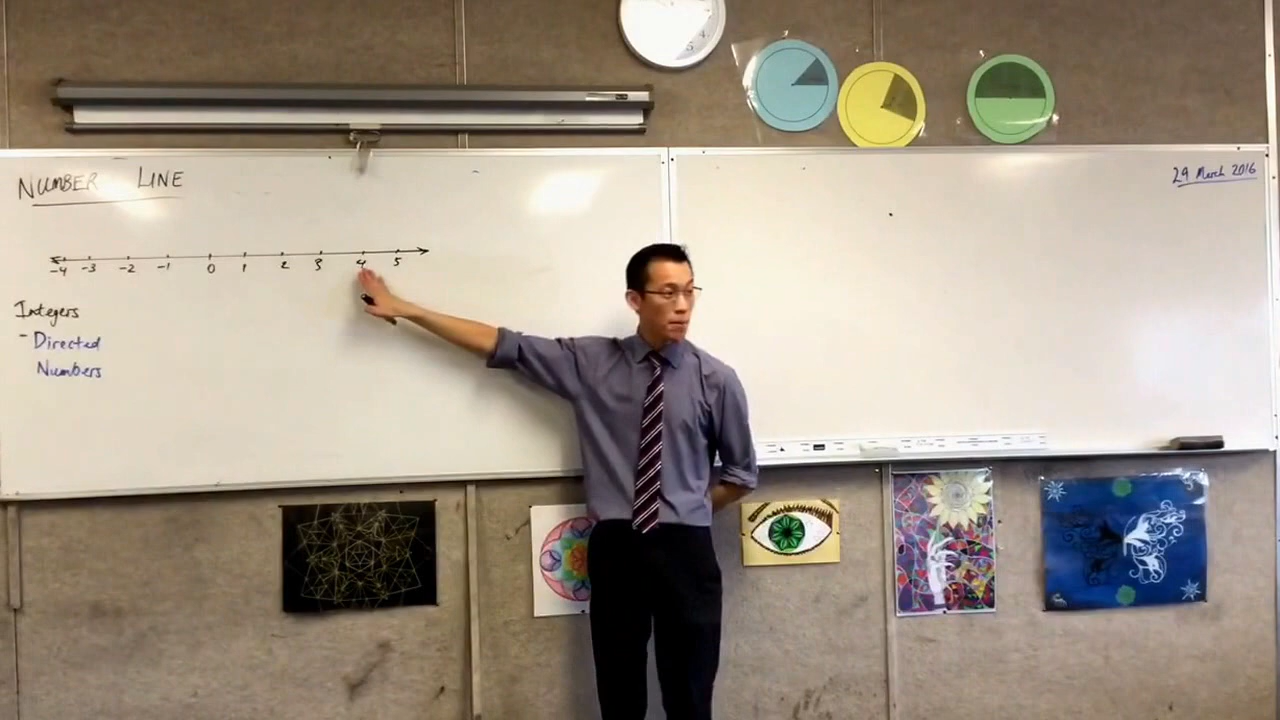 NUMBER LINE
29 March 2016
-4 -3 -2 -1 0 1 2 3 4 5
Integers
- Directed
Numbers